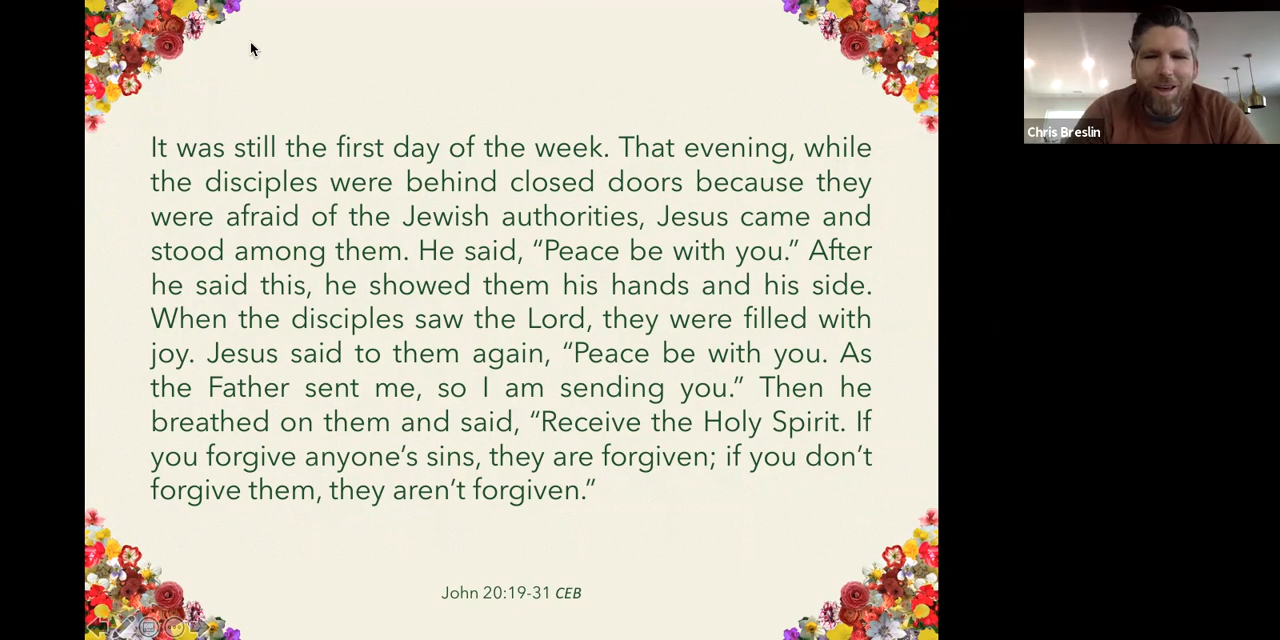 It was still the first day of the week. That evening, while
the disciples were behind closed doors because they
were afraid of the Jewish authorities, Jesus came and
stood among them. He said, “Peace be with you.” After
he said this, he showed them his hands and his side.
When the disciples saw the Lord, they were filled with
joy. Jesus said to them again, “Peace be with you. As
the Father sent me, so I am sending you.” Then he
breathed on them and said, “Receive the Holy Spirit. If
you forgive anyone’s sins, they are forgiven; if you don’t
forgive them, they aren’t forgiven.”
John 20:19-31 CEB
Chris Breslin